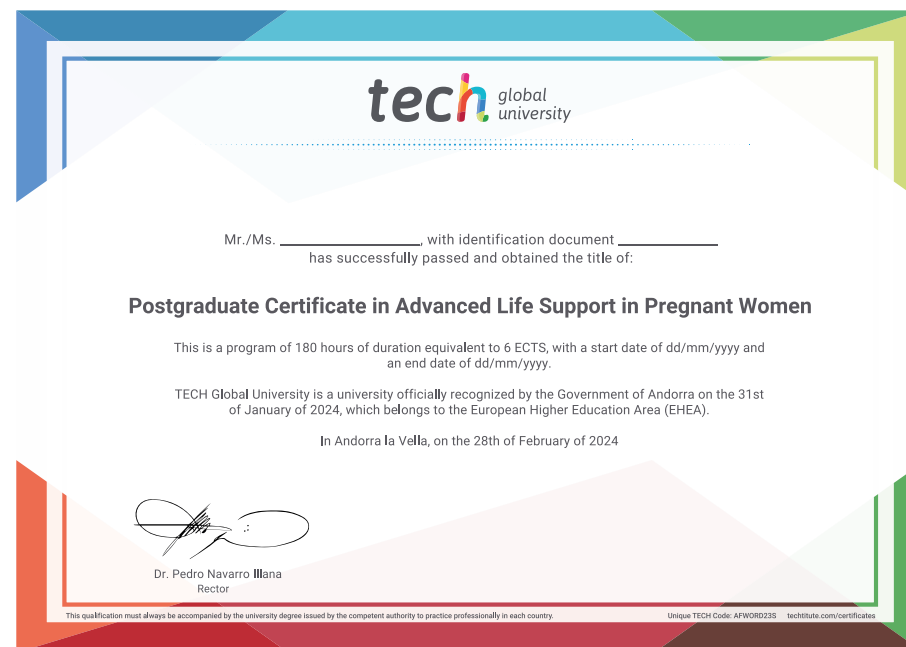 tech global university
Mr./Ms. ____________, with identification document ____________
has successfully passed and obtained the title of:
Postgraduate Certificate in Advanced Life Support in Pregnant Women
This is a program of 180 hours of duration equivalent to 6 ECTS, with a start date of dd/mm/yyyy and
an end date of dd/mm/yyyy.
TECH Global University is a university officially recognized by the Government of Andorra on the 31st
of January of 2024, which belongs to the European Higher Education Area (EHEA).
In Andorra la Vella, on the 28th of February of 2024
Dr. Pedro Navarro Illana
Rector
This qualification must always be accompanied by the university degree issued by the competent authority to practice professionally in each country.
Unique TECH Code: AFWORD23S techtitute.com/certificates